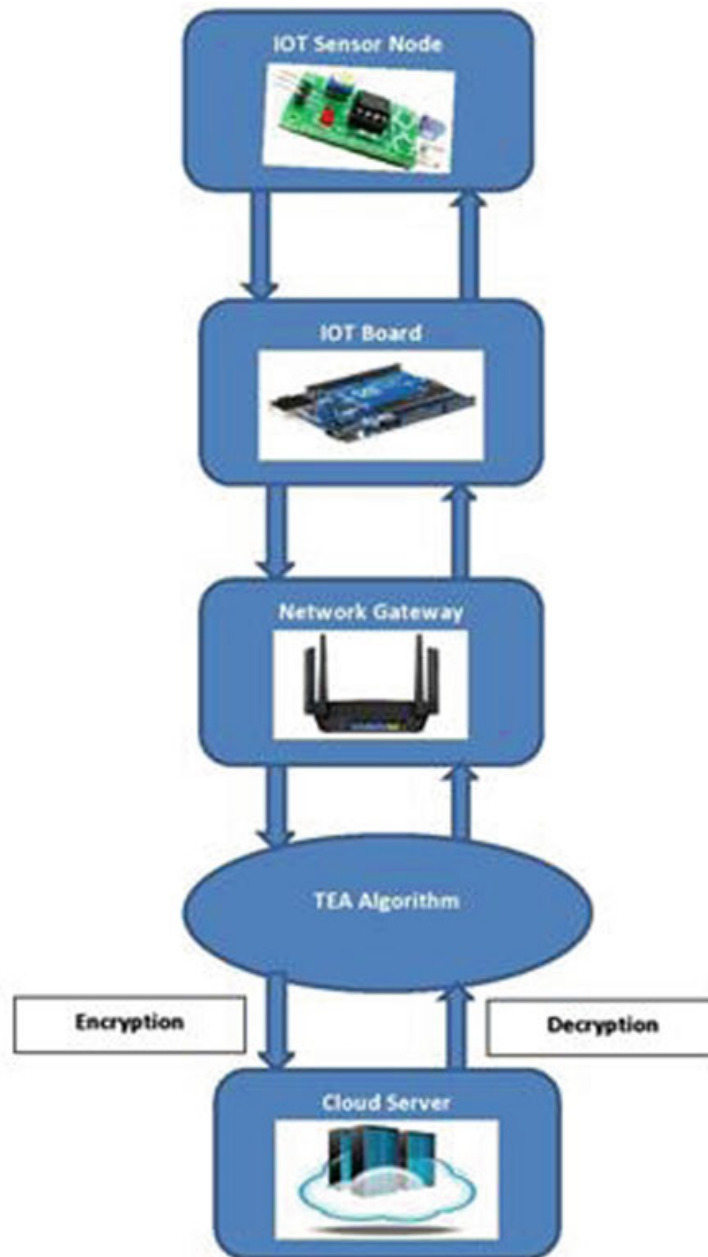 IOT Sensor Node
IOT Board
Network Gateway
TEA Algorithm
Encryption
Decryption
Cloud Server